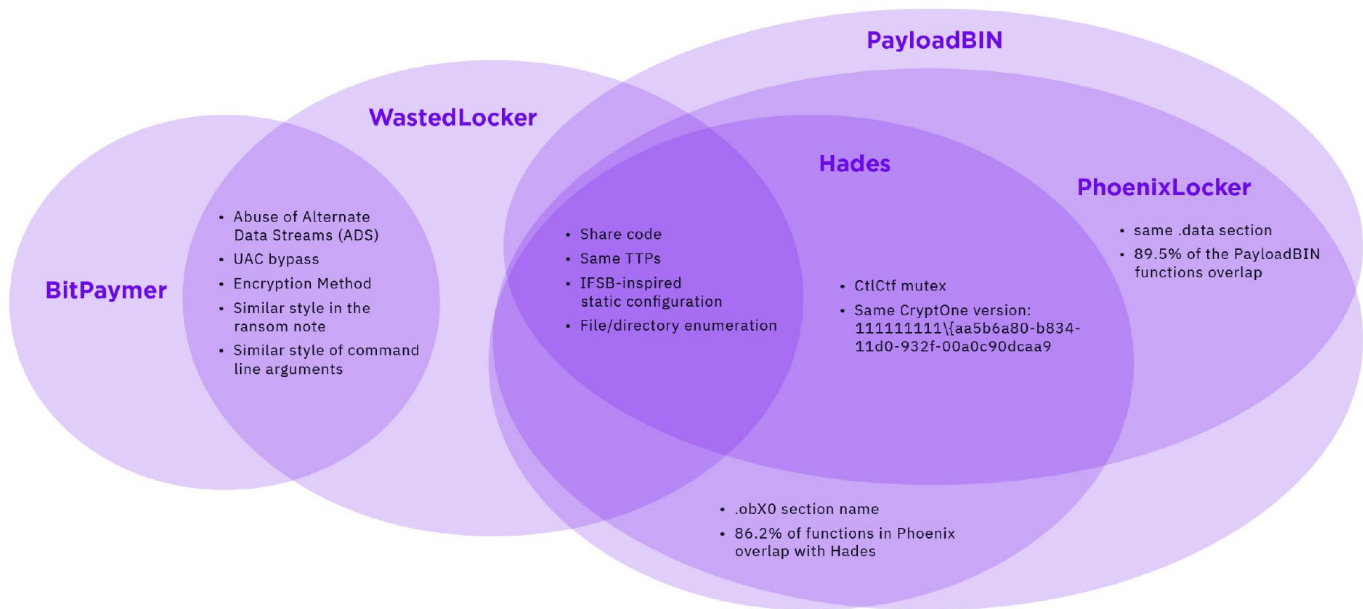 PayloadBIN
WastedLocker
Hades
PhoenixLocker
BitPaymer
• Abuse of Alternate
Data Streams (ADS)
• UAC bypass
• Encryption Method
• Similar style in the
ransom note
• Similar style of command
line arguments
• Share code
• Same TTPs
• IFSB-inspired
static configuration
• File/directory enumeration
• CtlCtf mutex
• Same CryptOne version:
111111111\{aa5b6a80-b834-
11d0-932f-00a0c90dcaa9
• same .data section
• 89.5% of the PayloadBIN
functions overlap
• .obX0 section name
• 86.2% of functions in Phoenix
overlap with Hades